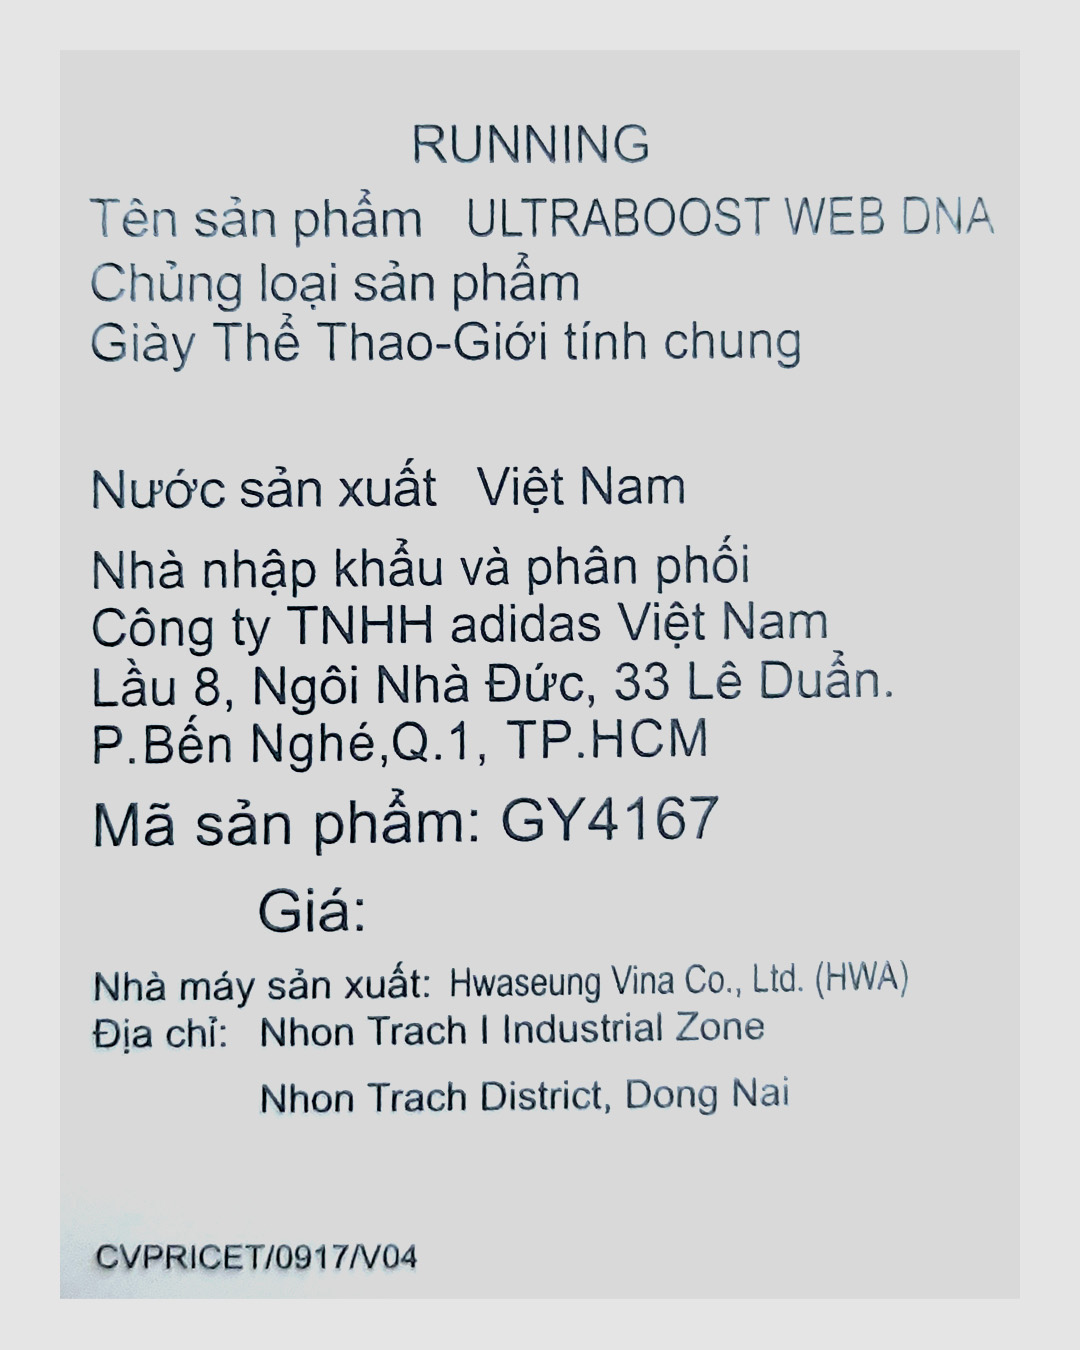 RUNNING
Tên sản phẩm ULTRABOOST WEB DNA
Chủng loại sản phẩm
Giày Thể Thao-Giới tính chung
Nước sản xuất Việt Nam
Nhà nhập khẩu và phân phối
Công ty TNHH adidas Việt Nam
Lầu 8, Ngôi Nhà Đức, 33 Lê Duẩn.
P.Bến Nghé,Q.1, TP.HCM
Mã sản phẩm: GY4167
Giá:
Nhà máy sản xuất: Hwaseung Vina Co., Ltd. (HWA)
Địa chỉ: Nhon Trach I Industrial Zone
Nhon Trach District, Dong Nai
CVPRICET/0917/V04